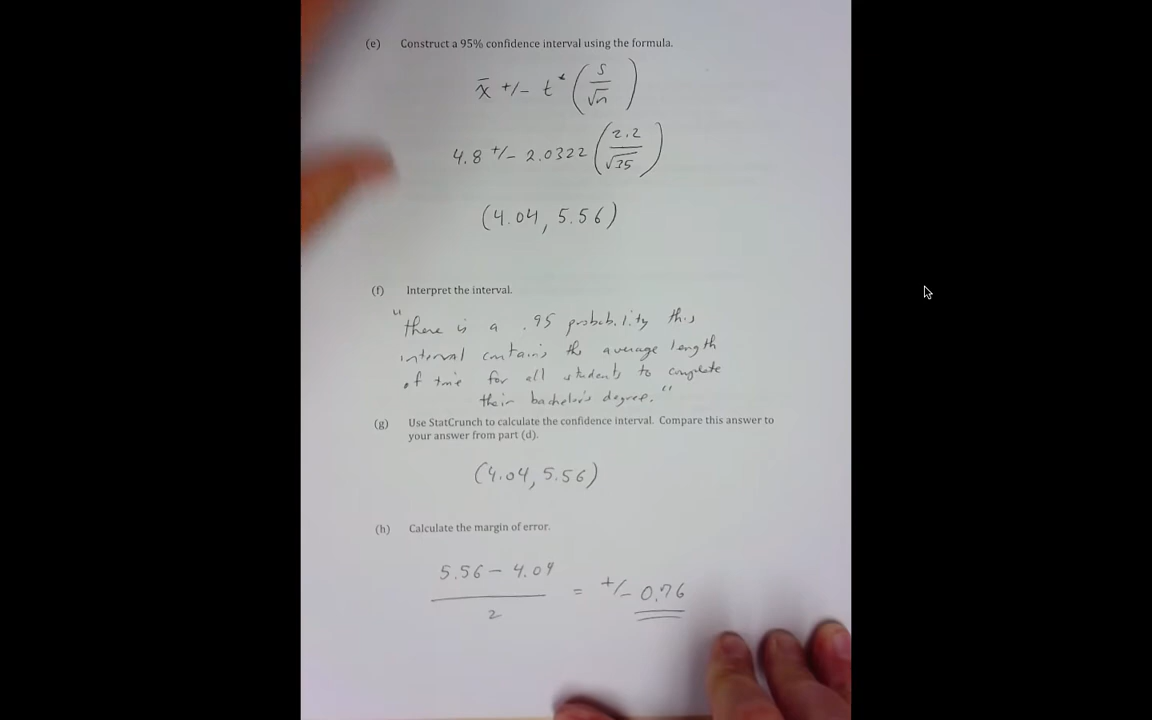 (e) Construct a 95% confidence interval using the formula.
x̄ +/- t* (s/√n)
4.8 +/- 2.0322 (2.2/√35)
(4.04, 5.56)
(f) Interpret the interval.
"there is a .95 probability this
interval contains the average length
of time for all students to complete
their bachelor's degree."
(g) Use StatCrunch to calculate the confidence interval. Compare this answer to
your answer from part (d).
(4.04, 5.56)
(h) Calculate the margin of error.
5.56 - 4.04
2
= +/- 0.76